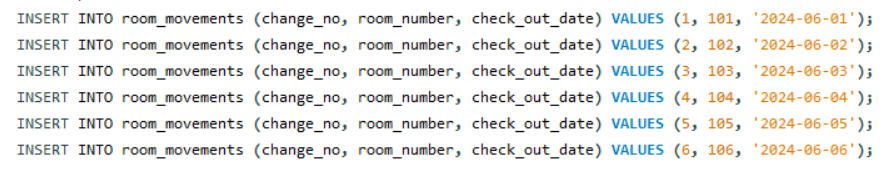 INSERT INTO room_movements (change_no, room_number, check_out_date) VALUES (1, 101, '2024-06-01');
INSERT INTO room_movements (change_no, room_number, check_out_date) VALUES (2, 102, '2024-06-02');
INSERT INTO room_movements (change_no, room_number, check_out_date) VALUES (3, 103, '2024-06-03');
INSERT INTO room_movements (change_no, room_number, check_out_date) VALUES (4, 104, '2024-06-04');
INSERT INTO room_movements (change_no, room_number, check_out_date) VALUES (5, 105, '2024-06-05');
INSERT INTO room_movements (change_no, room_number, check_out_date) VALUES (6, 106, '2024-06-06');